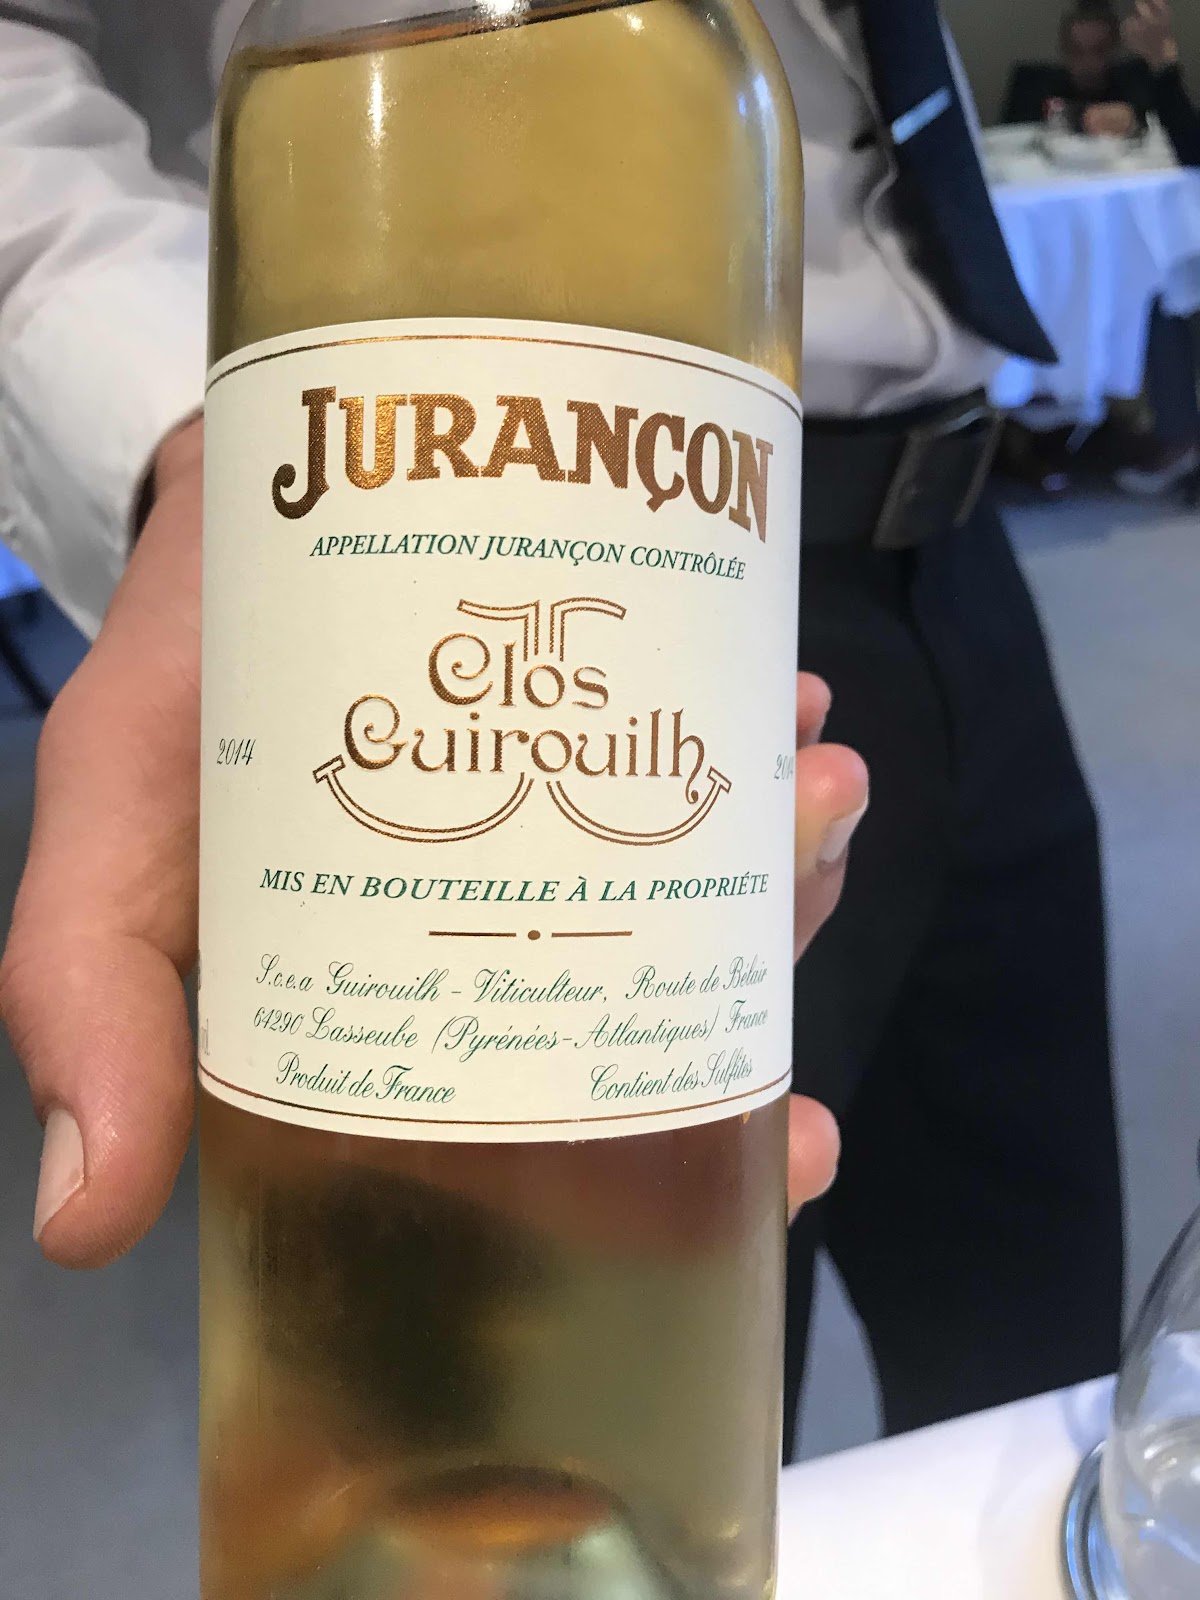 JURANÇON
APPELLATION JURANÇON CONTRÔLÉE
Clos
Guirouilh
2014
MIS EN BOUTEILLE À LA PROPRIÉTE
S.c.e.a Guirouilh - Viticulteur, Route de Bélair
64290 Lasseube (Pyrénées-Atlantiques) France
Produit de France Contient des Sulfites